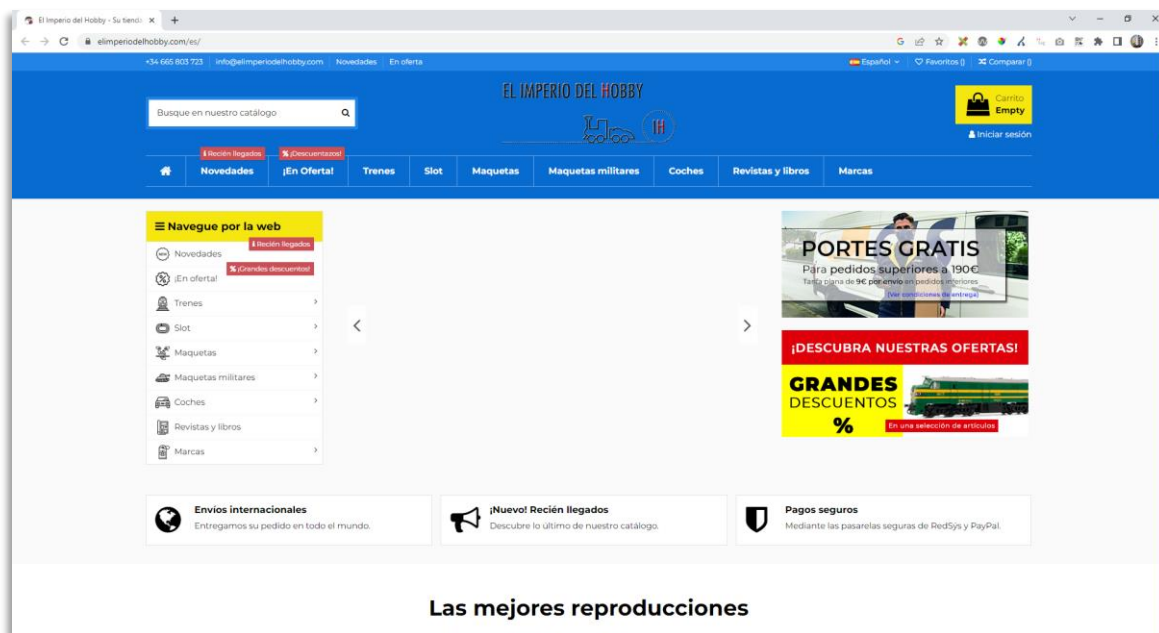 El Imperio del Hobby - Su tiend
elimperiodelhobby.com/es/
+34 665 803 723 info@elimperiodelhobby.com Novedades En oferta
Español Favoritos () Comparar ()
EL IMPERIO DEL HOBBY
IH
Busque en nuestro catálogo
Carrito
Empty
Iniciar sesión
Recién llegados % ¡Descuentazos!
Novedades ¡En Oferta! Trenes Slot Maquetas Maquetas militares Coches Revistas y libros Marcas
Navegue por la web
Recién llegados
Novedades
% ¡Grandes descuentos!
¡En oferta!
Trenes
Slot
Maquetas
Maquetas militares
Coches
Revistas y libros
Marcas
PORTES GRATIS
Para pedidos superiores a 190€
Tarifa plana de 9€ por envío en pedidos inferiores
(Ver condiciones de entrega)
¡DESCUBRA NUESTRAS OFERTAS!
GRANDES
DESCUENTOS
%
En una selección de artículos
Envíos internacionales
Entregamos su pedido en todo el mundo.
¡Nuevo! Recién llegados
Descubre lo último de nuestro catálogo.
Pagos seguros
Mediante las pasarelas seguras de RedSýs y PayPal.
Las mejores reproducciones